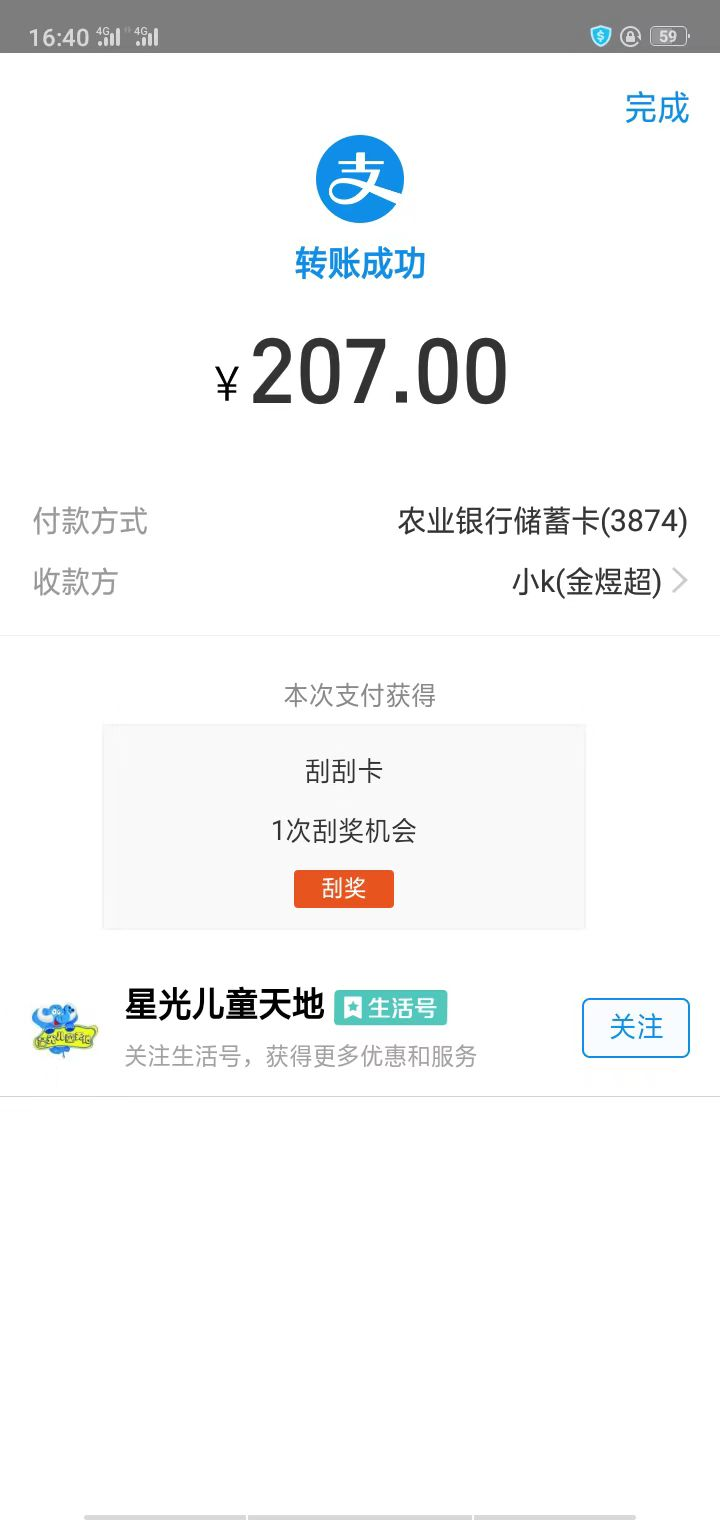 16:40 4G 4G 59
完成
支
转账成功
¥207.00
付款方式 农业银行储蓄卡(3874)
收款方 小k(金煜超)
本次支付获得
刮刮卡
1次刮奖机会
刮奖
星光儿童天地 生活号
关注生活号，获得更多优惠和服务
关注